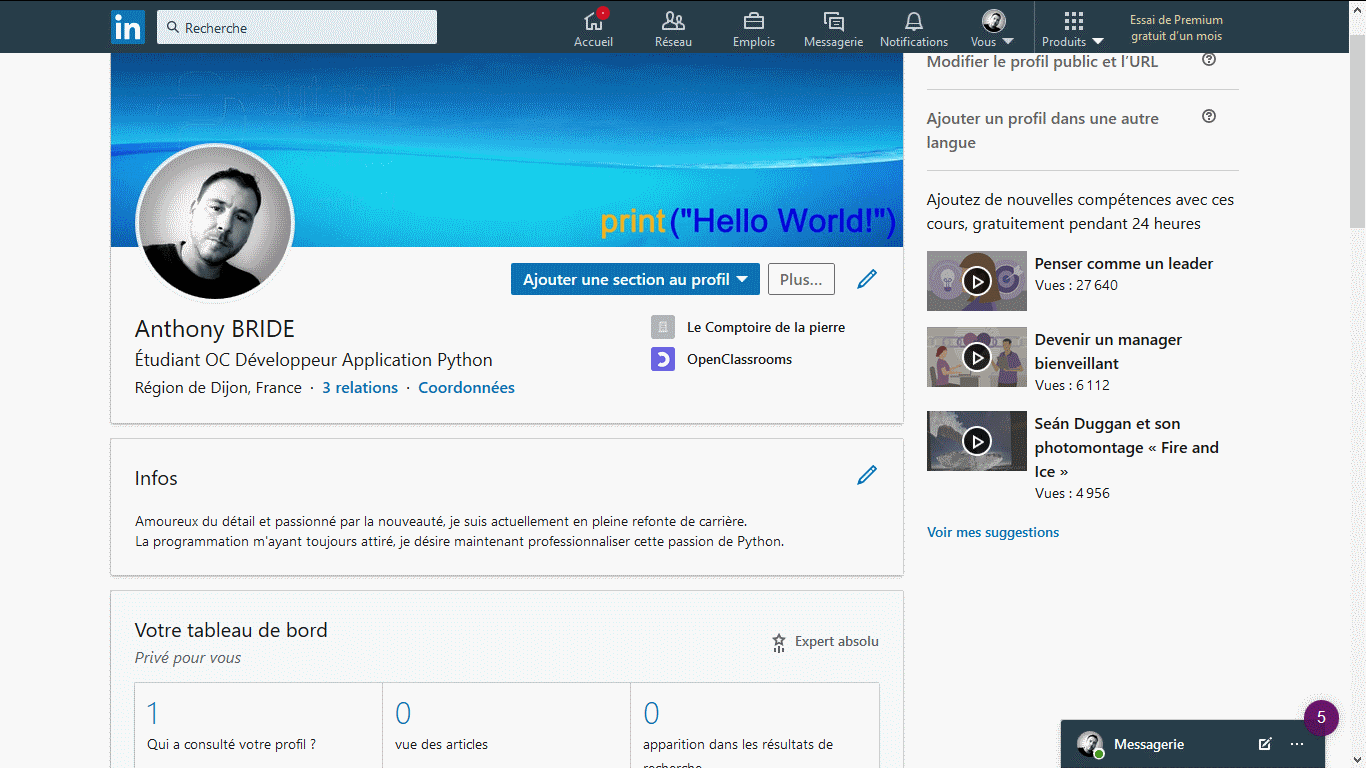 in
Recherche
Accueil
Réseau
Emplois
Messagerie
Notifications
Vous
Produits
Essai de Premium
gratuit d'un mois
python
print("Hello World!")
Ajouter une section au profil
Plus...
Anthony BRIDE
Étudiant OC Développeur Application Python
Région de Dijon, France · 3 relations · Coordonnées
Le Comptoire de la pierre
OpenClassrooms
Infos
Amoureux du détail et passionné par la nouveauté, je suis actuellement en pleine refonte de carrière.
La programmation m'ayant toujours attiré, je désire maintenant professionnaliser cette passion de Python.
Votre tableau de bord
Privé pour vous
Expert absolu
1
Qui a consulté votre profil ?
0
vue des articles
0
apparition dans les résultats de
recherche
Modifier le profil public et l'URL
Ajouter un profil dans une autre
langue
Ajoutez de nouvelles compétences avec ces
cours, gratuitement pendant 24 heures
Penser comme un leader
Vues : 27 640
Devenir un manager
bienveillant
Vues : 6 112
Seán Duggan et son
photomontage « Fire and
Ice »
Vues : 4 956
Voir mes suggestions
5
Messagerie